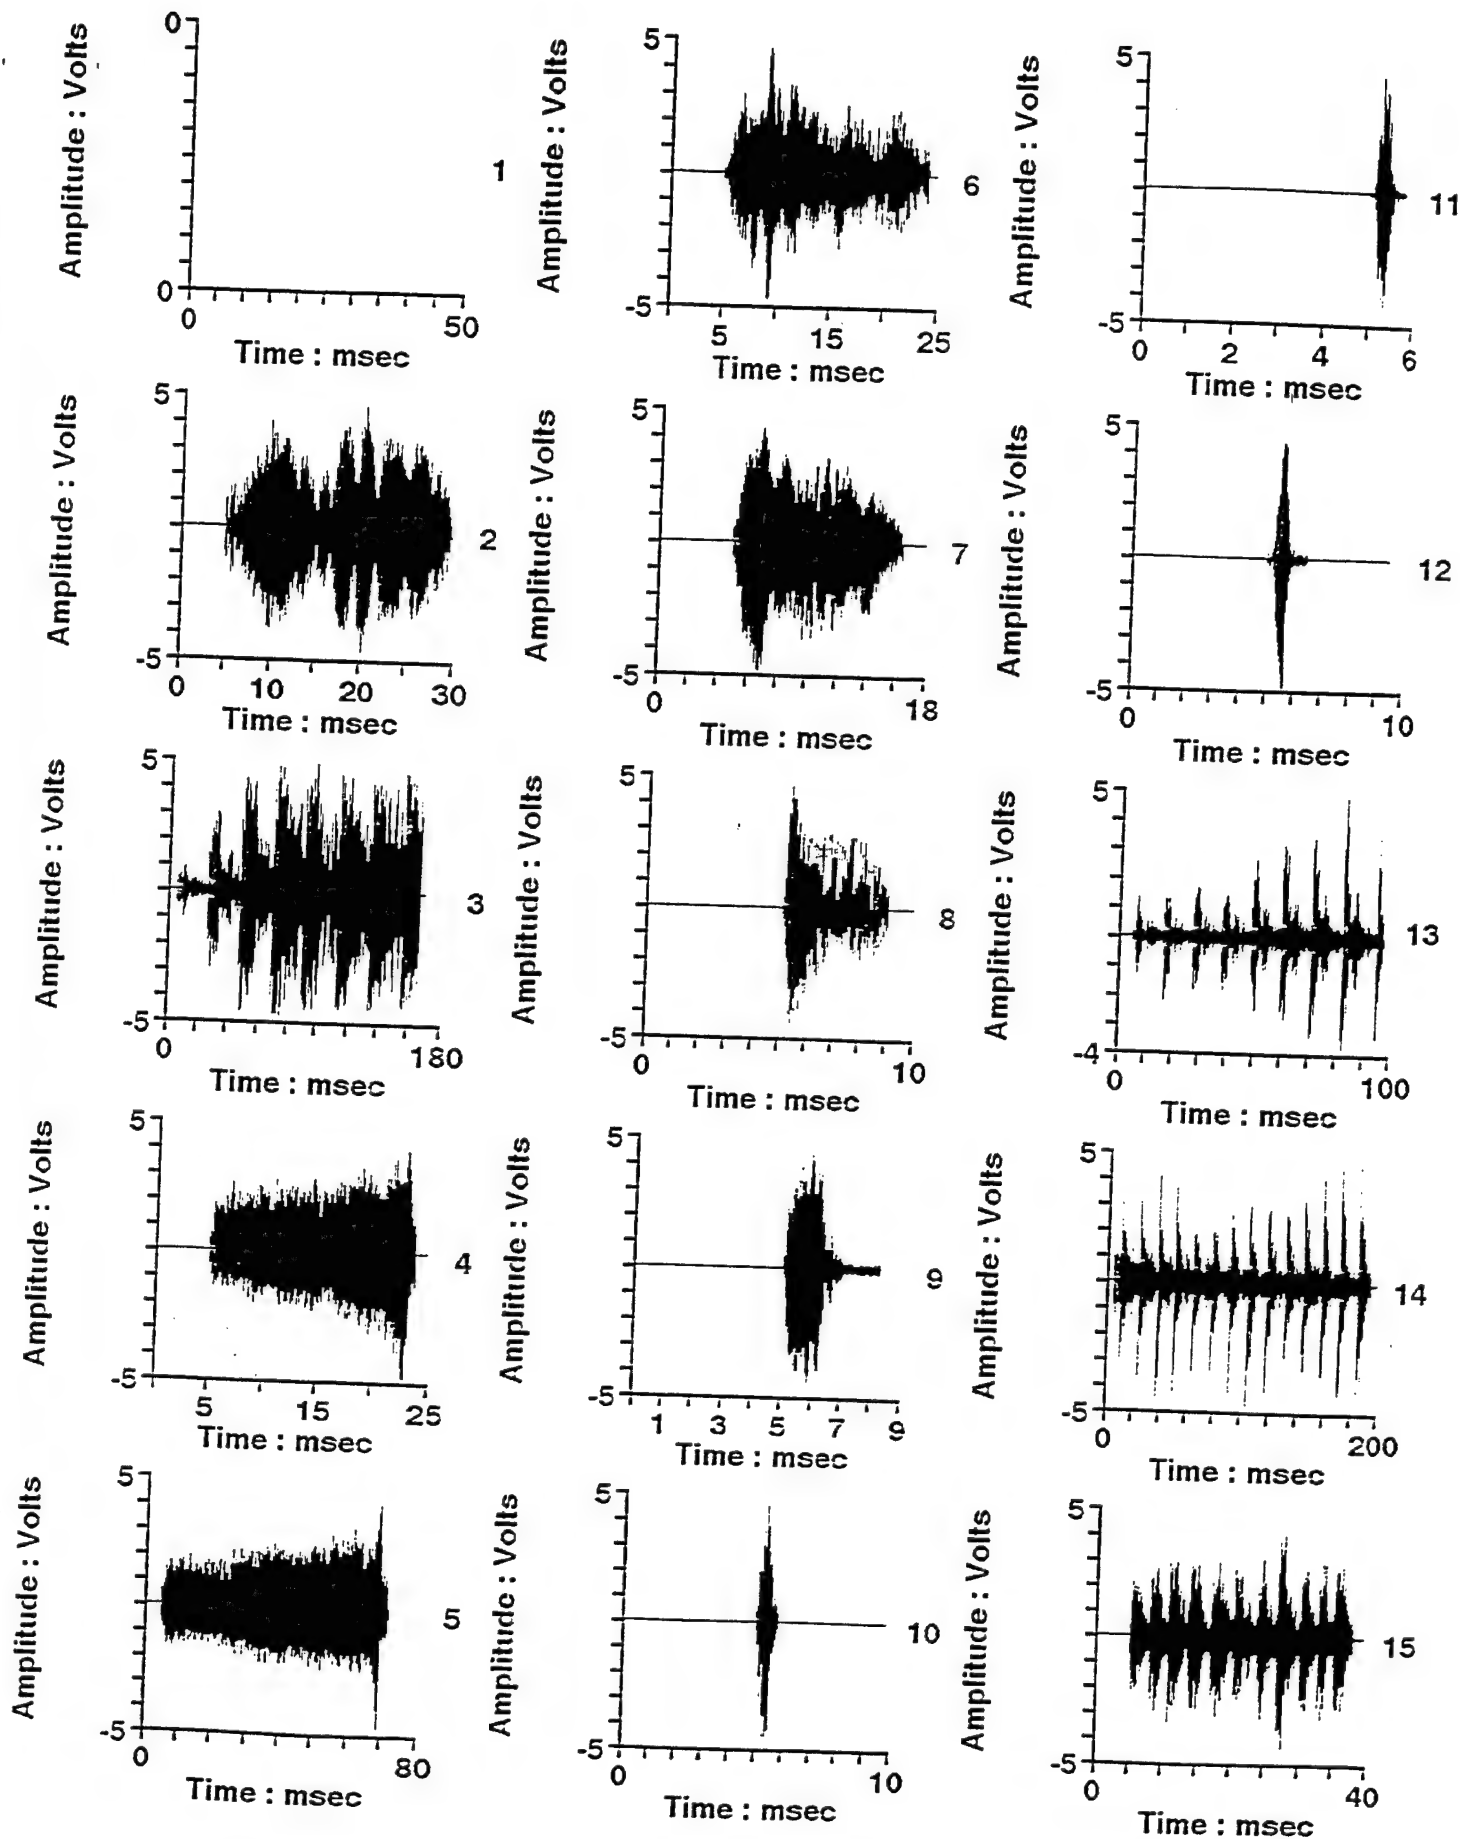 0
Amplitude : Volts
0
0 50
Time : msec
1
5
Amplitude : Volts
-5
5 15 25
Time : msec
6
5
Amplitude : Volts
-5
0 2 4 6
Time : msec
11
5
Amplitude : Volts
-5
0 10 20 30
Time : msec
2
5
Amplitude : Volts
-5
0 18
Time : msec
7
5
Amplitude : Volts
-5
0 10
Time : msec
12
5
Amplitude : Volts
-5
0 180
Time : msec
3
5
Amplitude : Volts
-5
0 10
Time : msec
8
5
Amplitude : Volts
-4
0 100
Time : msec
13
5
Amplitude : Volts
-5
5 15 25
Time : msec
4
5
Amplitude : Volts
-5
1 3 5 7 9
Time : msec
9
5
Amplitude : Volts
-5
0 200
Time : msec
14
5
Amplitude : Volts
-5
0 80
Time : msec
5
5
Amplitude : Volts
-5
0 10
Time : msec
10
5
Amplitude : Volts
-5
0 40
Time : msec
15